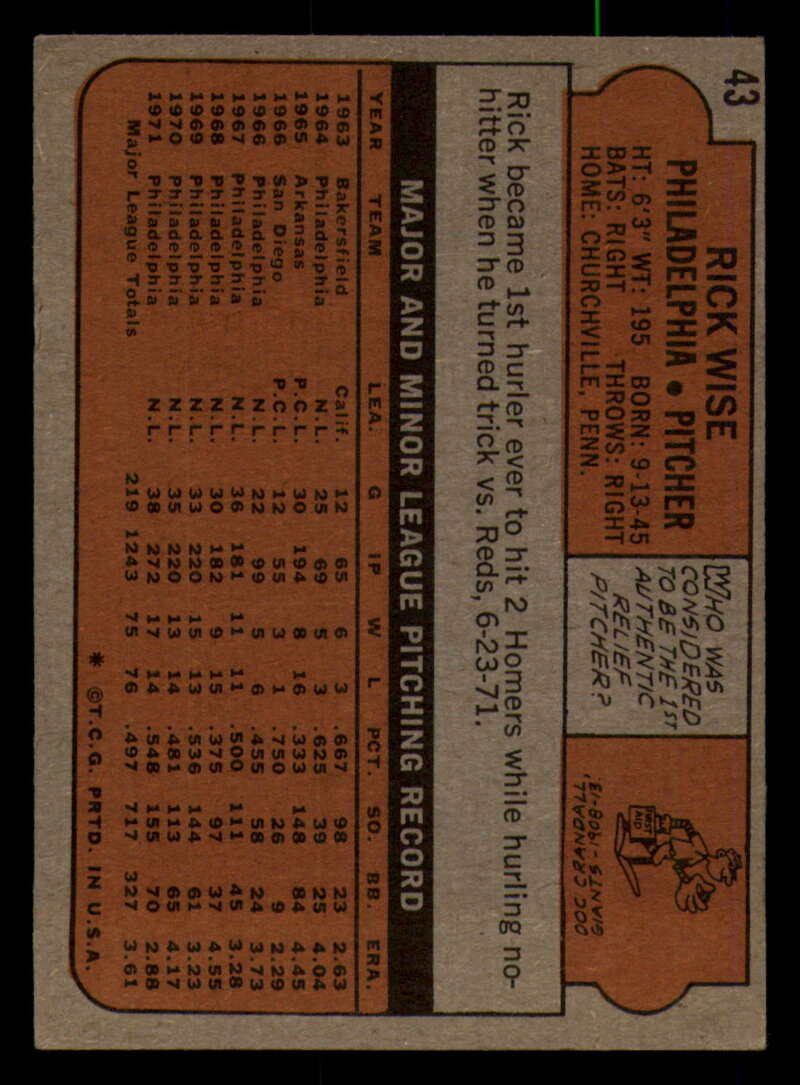 43
RICK WISE
PHILADELPHIA • PITCHER
HT: 6'3" WT: 195 BORN: 9-13-45
BATS: RIGHT THROWS: RIGHT
HOME: CHURCHVILLE, PENN.
WHO WAS
CONSIDERED
TO BE THE 1ST
AUTHENTIC
RELIEF
PITCHER?
FIRST
AID
DOC CRANDALL
GIANTS-1908-13.
Rick became 1st hurler ever to hit 2 Homers while hurling no-
hitter when he turned trick vs. Reds, 6-23-71.
MAJOR AND MINOR LEAGUE PITCHING RECORD
YEAR TEAM LEA. G IP W L PCT. SO. BB. ERA.
1963 Bakersfield Calif. 12 65 6 3 .667 98 23 2.63
1964 Philadelphia N.L. 25 69 5 3 .625 39 25 4.04
1965 Arkansas P.C.L. 30 194 8 16 .333 148 84 4.45
1966 San Diego P.C.L. 12 55 3 1 .750 26 9 2.29
1966 Philadelphia N.L. 22 99 5 6 .455 58 24 3.73
1967 Philadelphia N.L. 36 181 11 11 .500 111 45 3.28
1968 Philadelphia N.L. 30 182 9 15 .375 97 37 4.55
1969 Philadelphia N.L. 33 220 15 13 .536 144 61 3.23
1970 Philadelphia N.L. 35 220 13 14 .481 113 65 4.17
1971 Philadelphia N.L. 38 272 17 14 .548 155 70 2.88
Major League Totals 219 1243 75 76 .497 717 327 3.61
* ©T.C.G. PRTD. IN U.S.A.